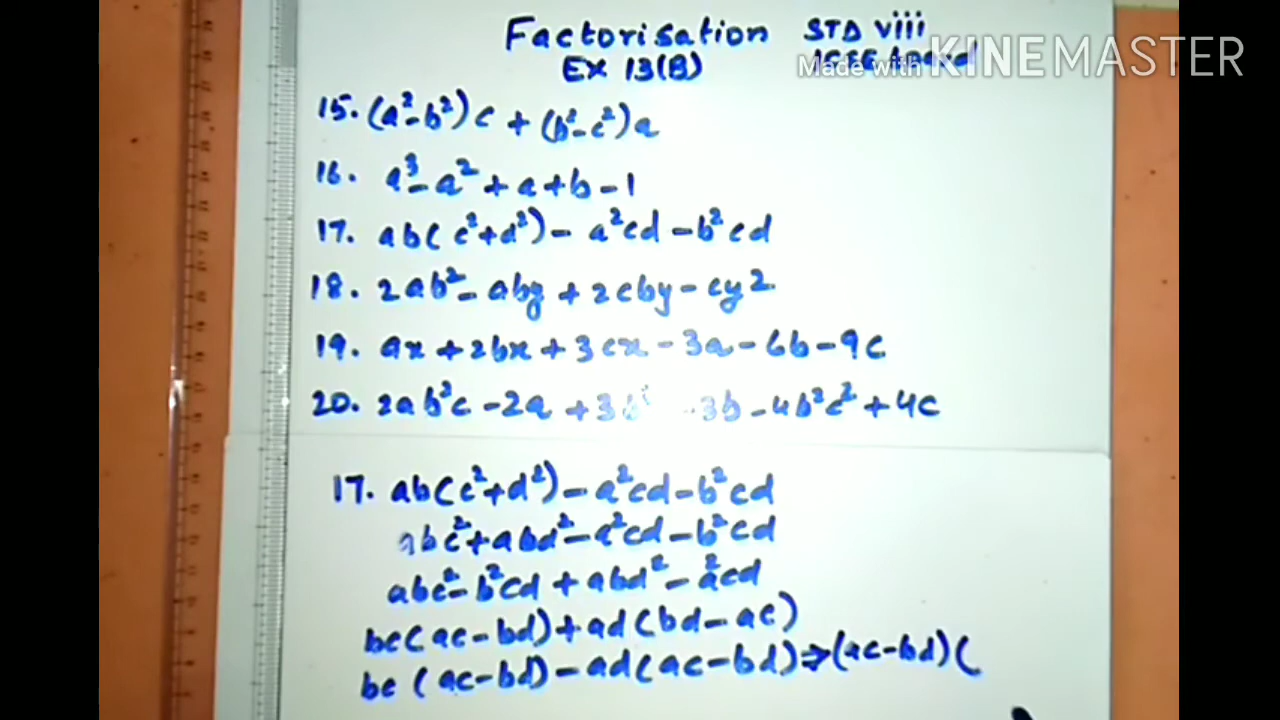 Factorisation STD viii
Ex 13(B)
Made with KINEMASTER
15. (a²-b²)c + (b²-c²)a
16. a³-a²+a+b-1
17. ab(c²+d²)-a²cd-b²cd
18. 2ab²-aby+2cby-cy2
19. ax+2bx+3cx-3a-6b-9c
20. 2ab²c-2a+3b -3b-4b²c²+4c
17. ab(c²+d²)-a²cd-b²cd
abc²+abd²-a²cd-b²cd
abc²-b²cd+abd²-a²cd
bc(ac-bd)+ad(bd-ac)
bc(ac-bd)-ad(ac-bd)⇒(ac-bd)(